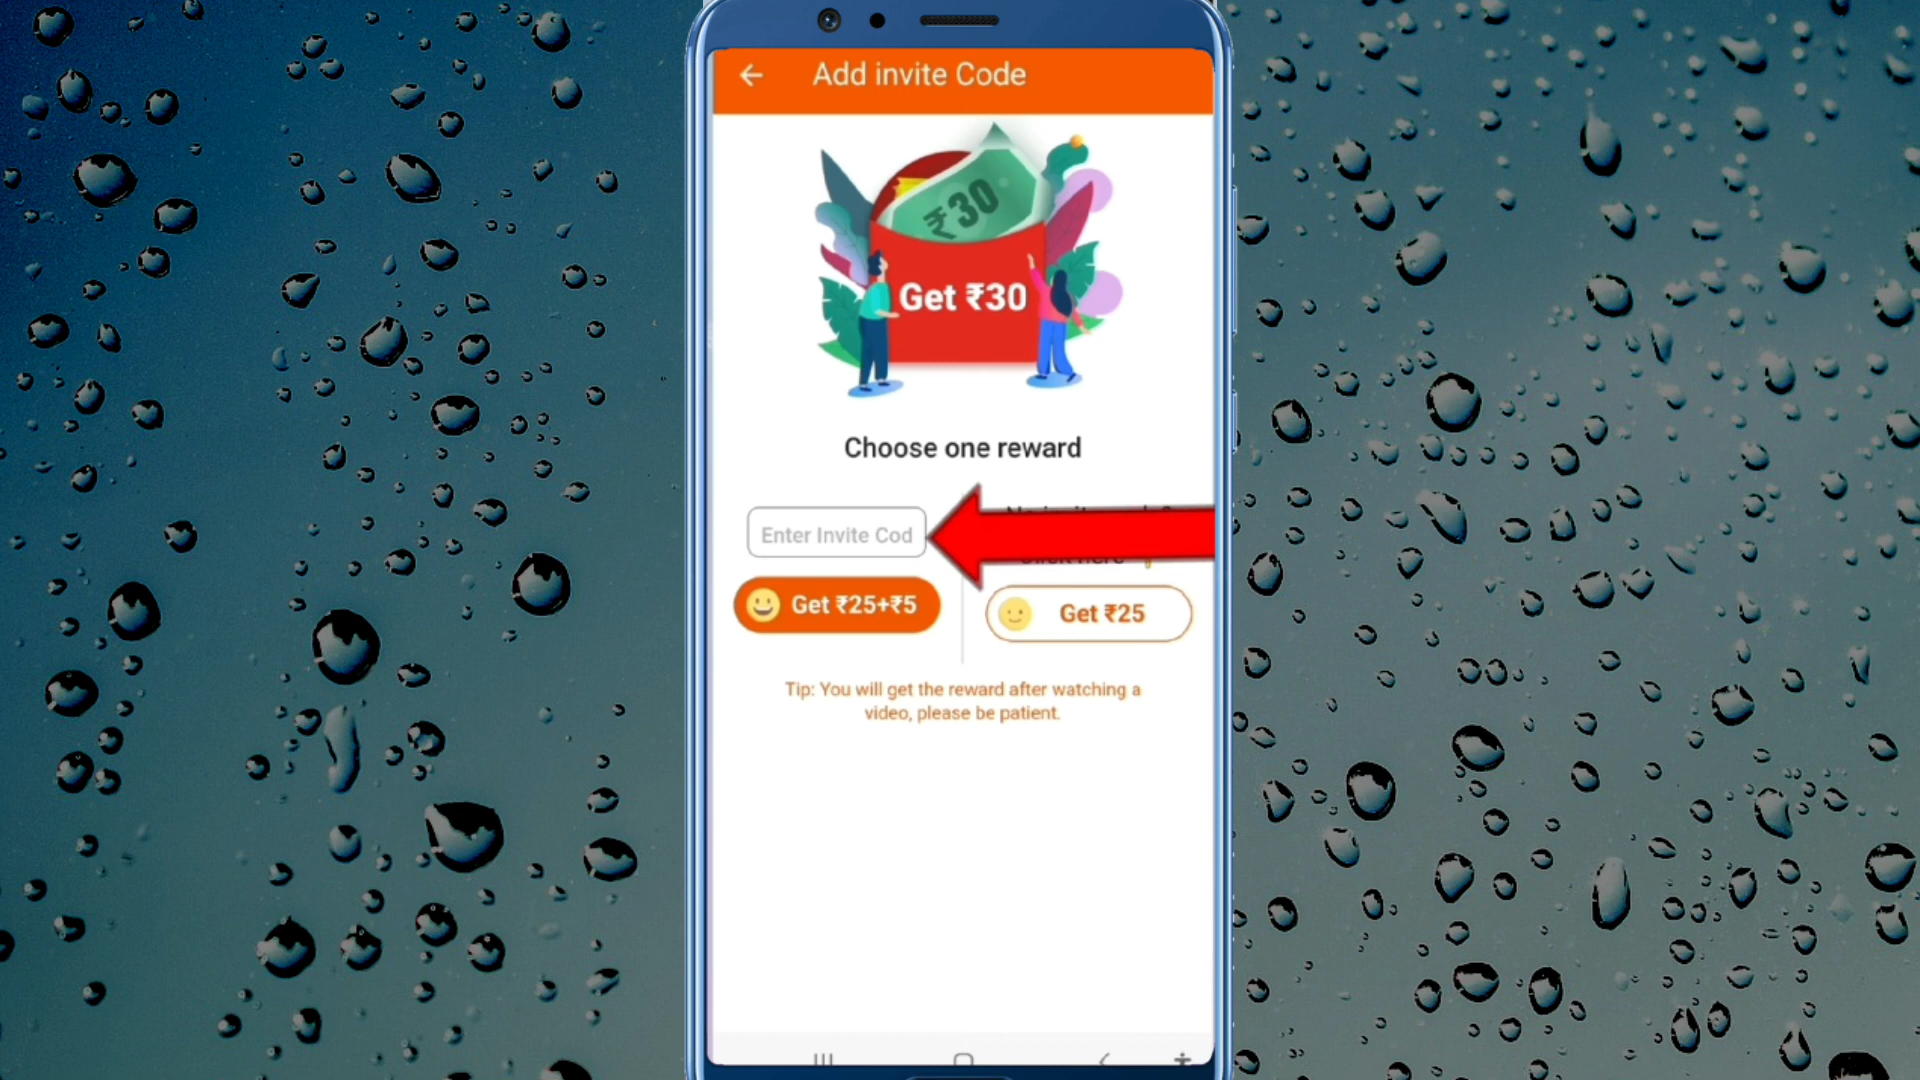 Add invite Code
₹30
Get ₹30
Choose one reward
Enter Invite Cod
Get ₹25+₹5
Get ₹25
Tip: You will get the reward after watching a
video, please be patient.